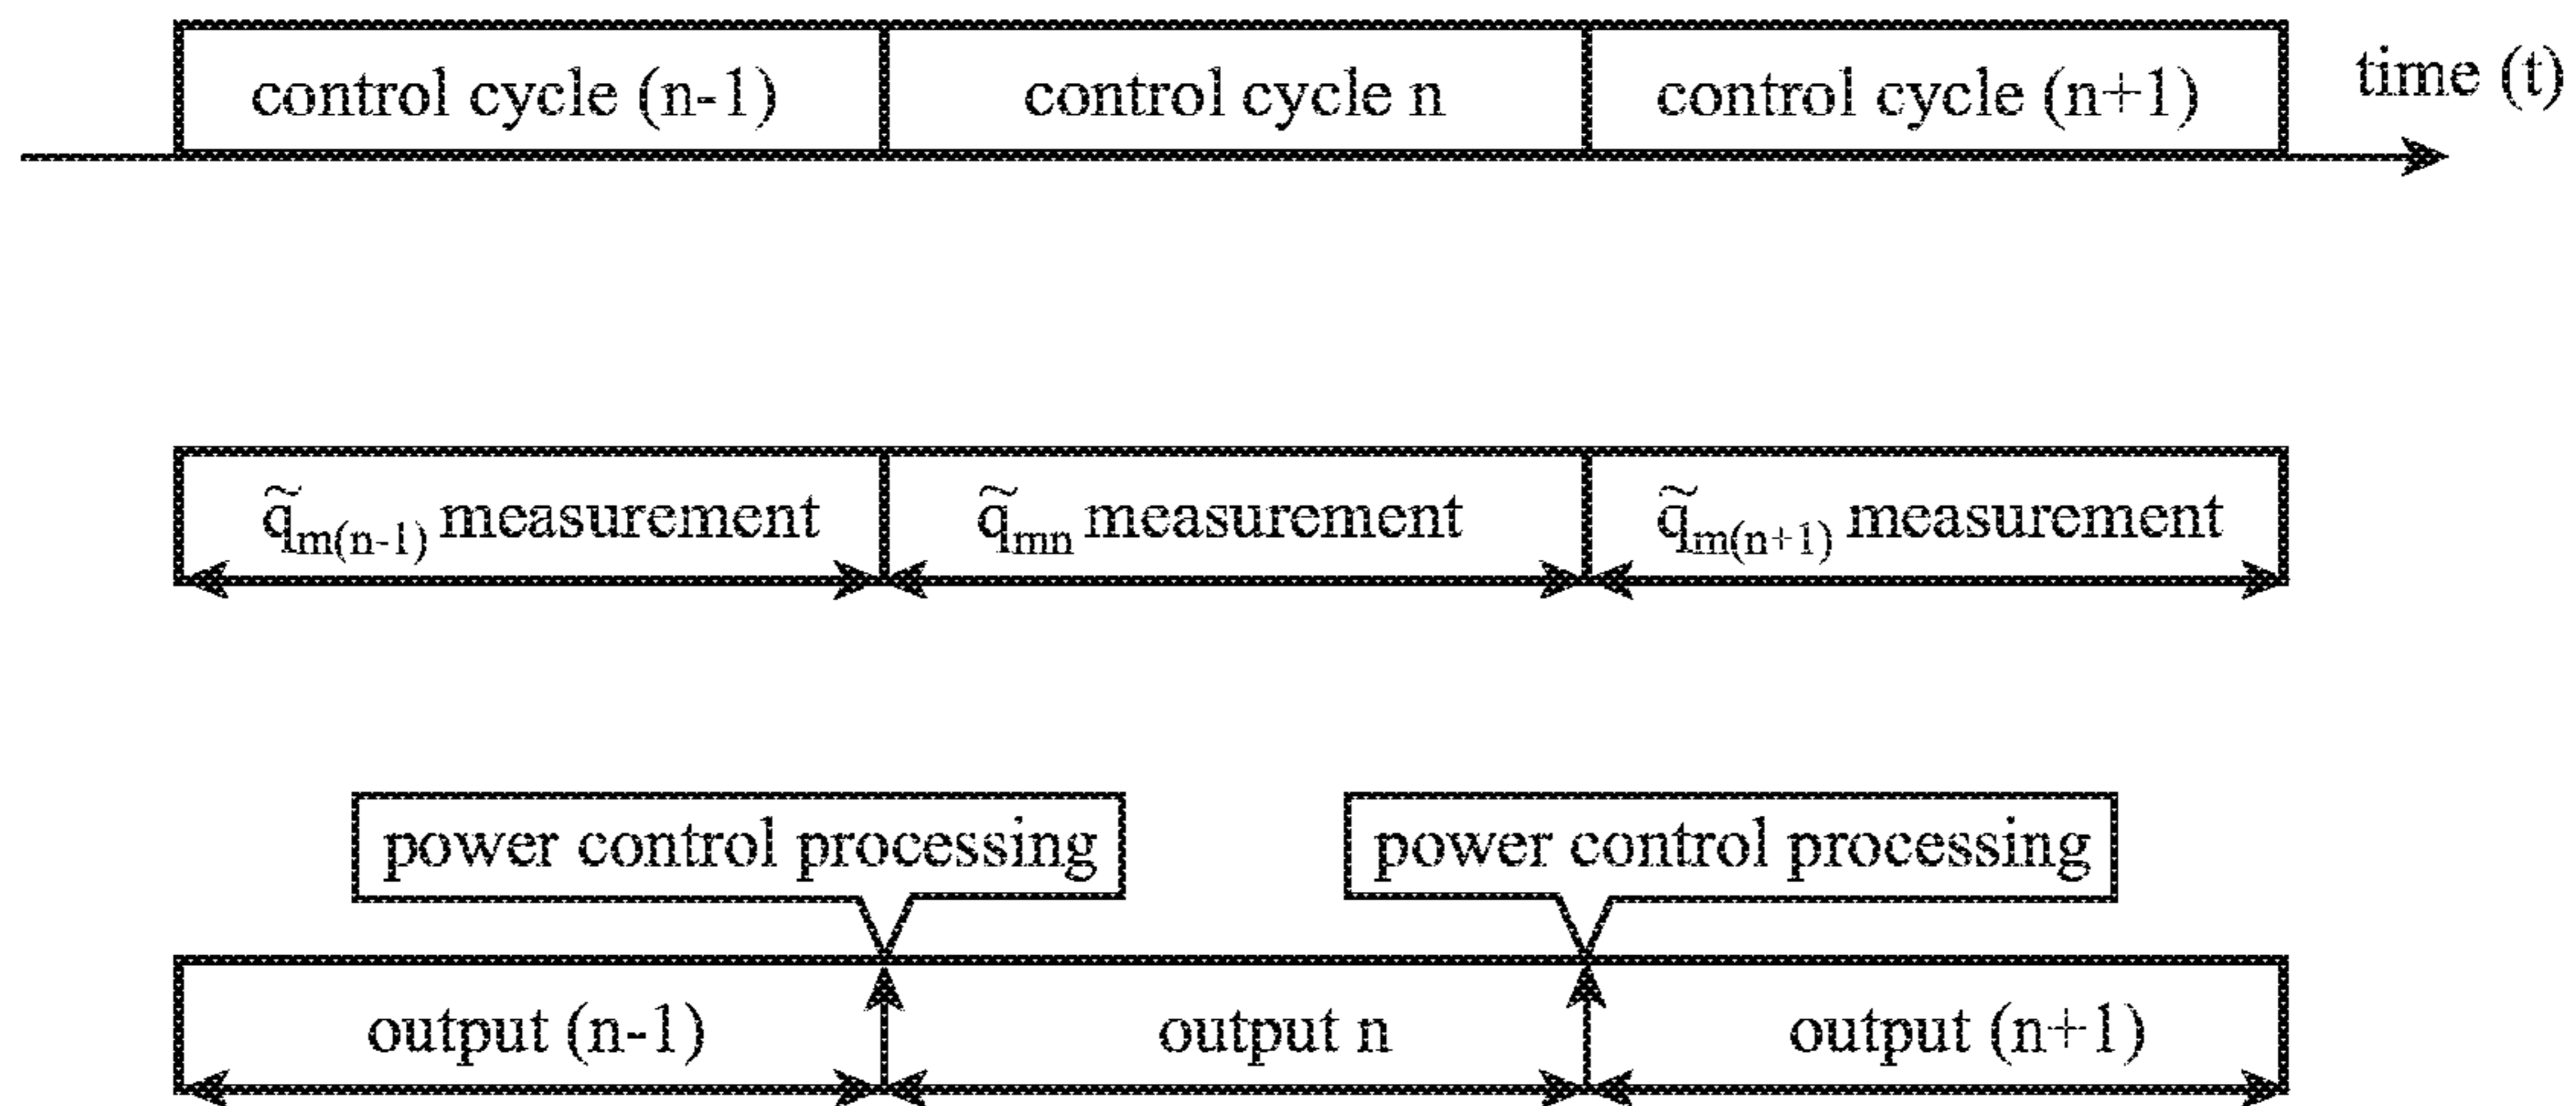 control cycle (n-1) control cycle n control cycle (n+1) time (t)
q̃m(n-1) measurement q̃mn measurement q̃m(n+1) measurement
power control processing power control processing
output (n-1) output n output (n+1)